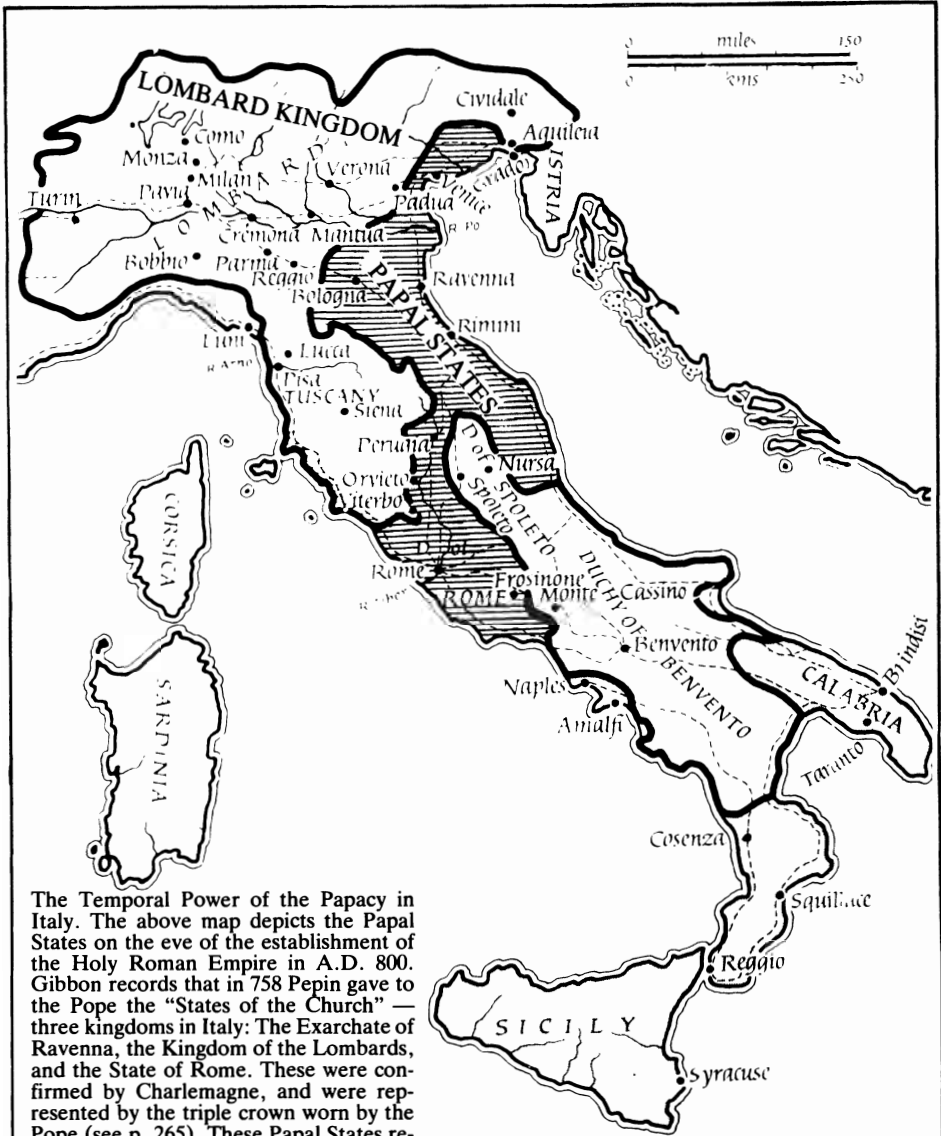 miles
0 150
0 kms 250
LOMBARD KINGDOM
Cividale
Aquileia
Grado
ISTRIA
Como
Monza
Milan
Verona
Venice
Turin
Pavia
Padua
LOMBARD
Cremona
Mantua
R. Po
Bobbio
Parma
Reggio
Bologna
PAPAL STATES
Ravenna
Rimini
Luni
Lucca
R Arno
Pisa
TUSCANY
Siena
Perugia
D of SPOLETO
Nursa
Orvieto
Spoleto
Viterbo
CORSICA
D. of
Rome
ROME
Frosinone
Monte Cassino
DUCHY OF BENVENTO
Benvento
Brindisi
CALABRIA
Naples
Amalfi
Taranto
SARDINIA
Cosenza
Squillace
Reggio
SICILY
Syracuse
The Temporal Power of the Papacy in
Italy. The above map depicts the Papal
States on the eve of the establishment of
the Holy Roman Empire in A.D. 800.
Gibbon records that in 758 Pepin gave to
the Pope the “States of the Church” —
three kingdoms in Italy: The Exarchate of
Ravenna, the Kingdom of the Lombards,
and the State of Rome. These were con-
firmed by Charlemagne, and were rep-
resented by the triple crown worn by the
Pope (see p. 265). These Papal States re-